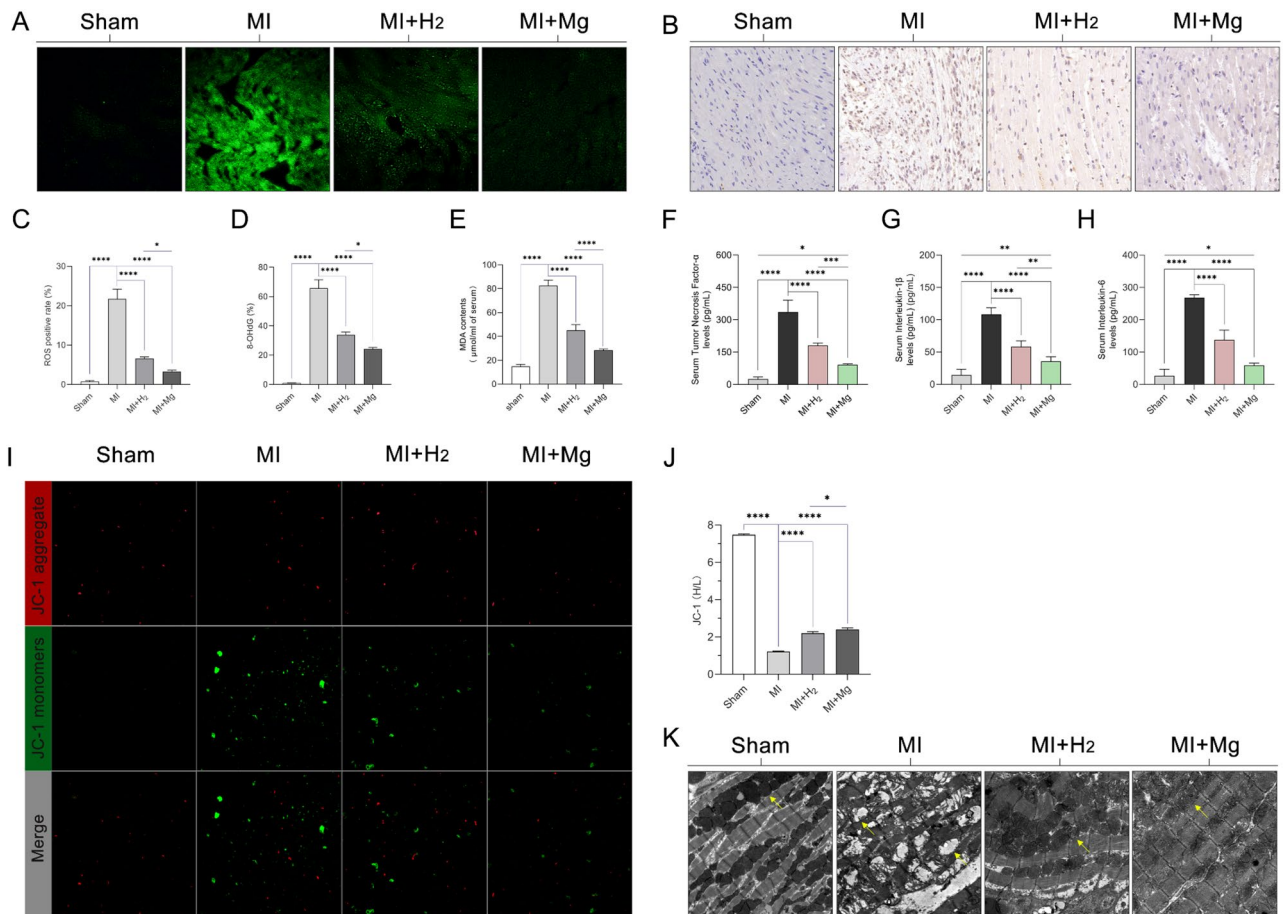 A
Sham
MI
MI+H2
MI+Mg
B
Sham
MI
MI+H2
MI+Mg
C
ROS positive rate (%)
30
20
10
0
****
****
****
*
Sham
MI
MI+H2
MI+Mg
D
8-OHdG (%)
80
60
40
20
0
****
****
****
*
Sham
MI
MI+H2
MI+Mg
E
MDA contents
( μmol/ml of serum)
100
80
60
40
20
0
****
****
****
****
sham
MI
MI+H2
MI+Mg
F
Serum Tumor Necrosis Factor-α
levels (pg/mL)
600
450
300
150
0
*
***
****
****
****
Sham
MI
MI+H2
MI+Mg
G
Serum Interleukin-1β
levels (pg/mL) (pg/mL)
200
150
100
50
0
**
**
****
****
****
Sham
MI
MI+H2
MI+Mg
H
Serum Interleukin-6
levels (pg/mL)
400
300
200
100
0
*
****
****
****
Sham
MI
MI+H2
MI+Mg
I
Sham
MI
MI+H2
MI+Mg
JC-1 aggregate
JC-1 monomers
Merge
J
JC-1 (H/L)
8
6
4
2
0
*
****
****
****
Sham
MI
MI+H2
MI+Mg
K
Sham
MI
MI+H2
MI+Mg